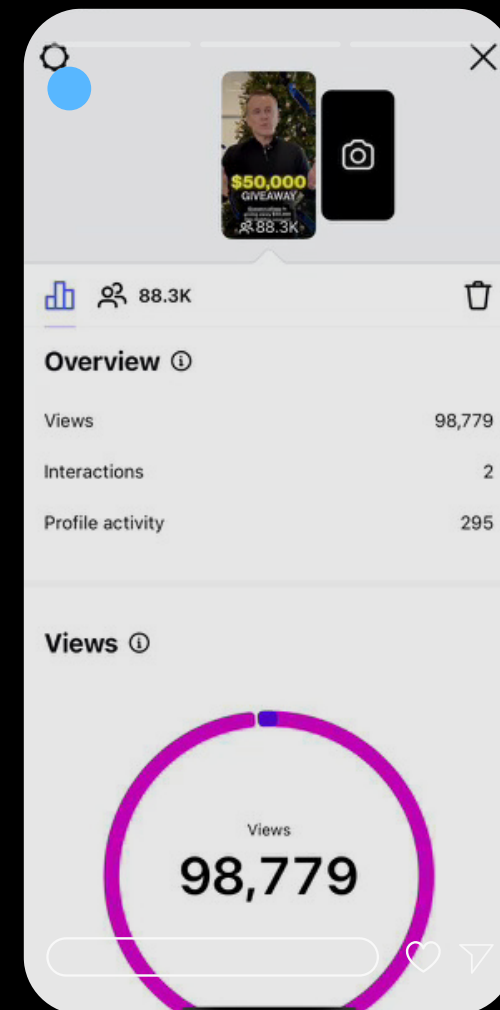 $50,000
GIVEAWAY
88.3K
88.3K
Overview
Views
98,779
Interactions
2
Profile activity
295
Views
Views
98,779